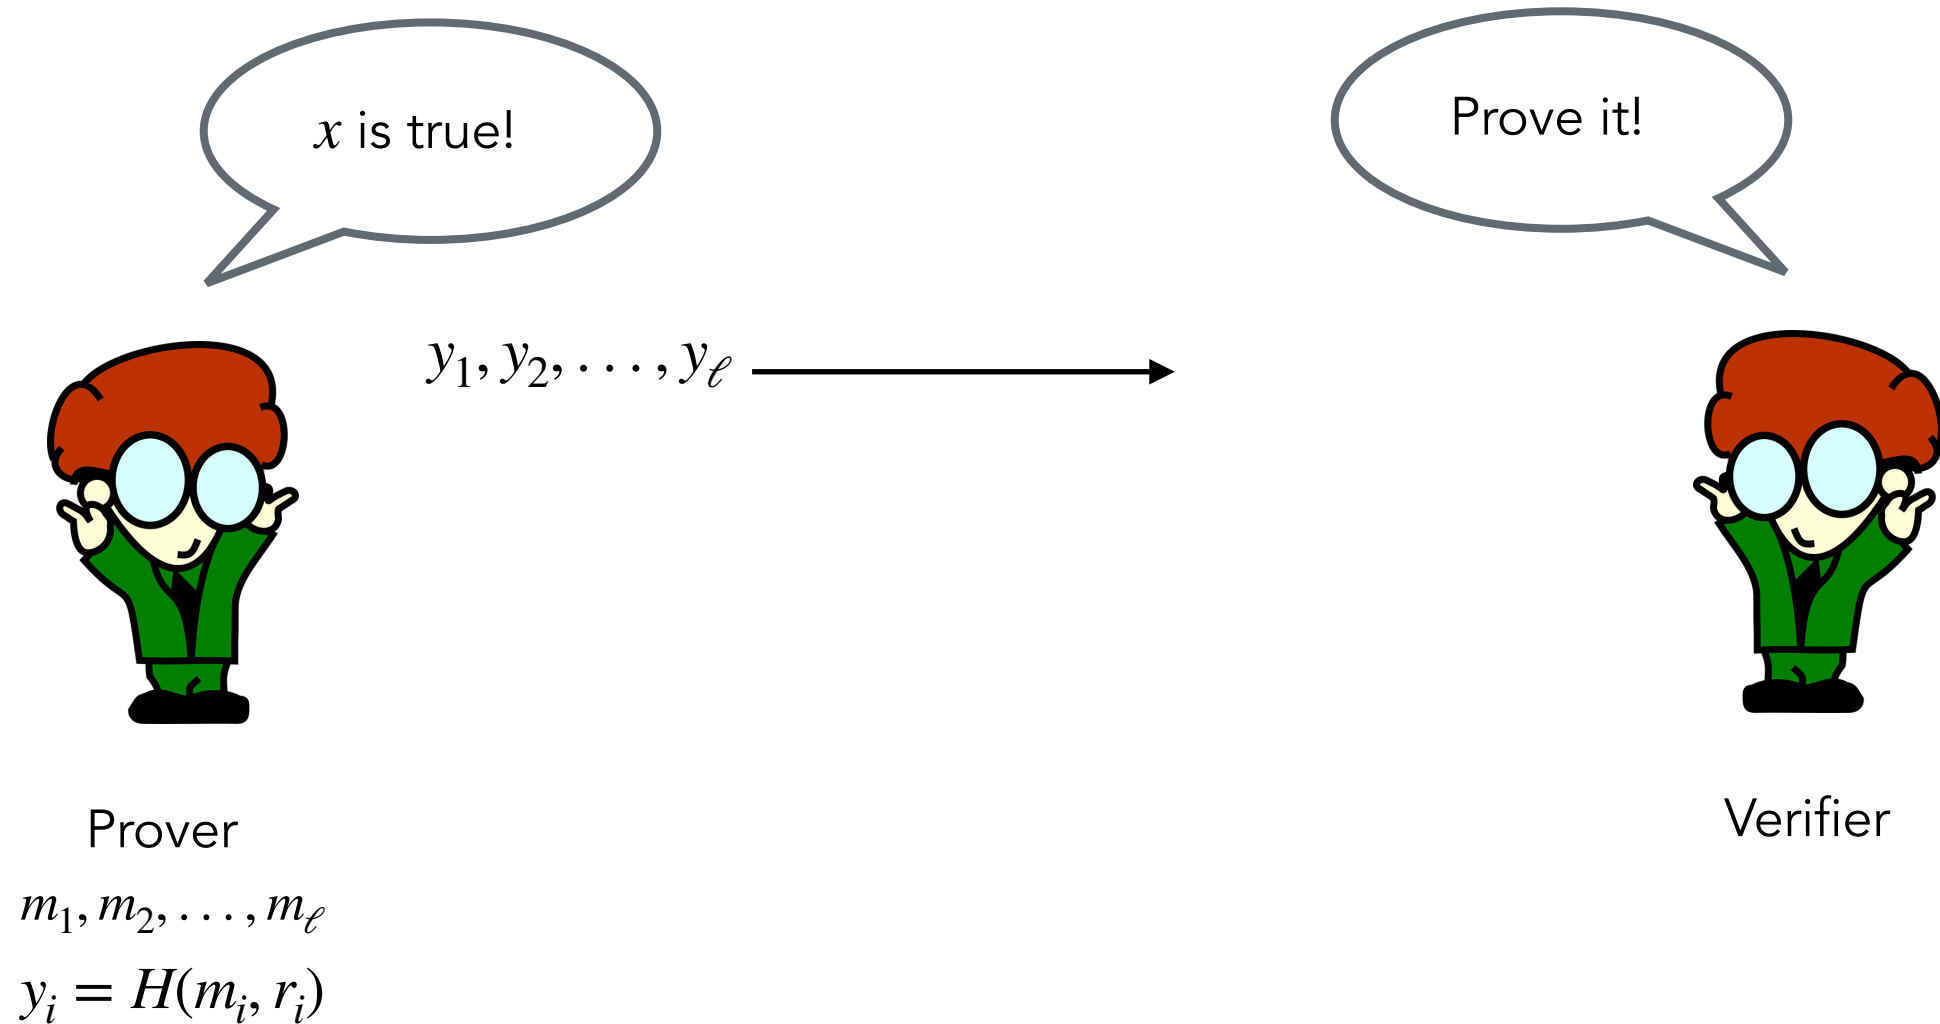 x is true!
Prove it!
y₁, y₂, . . . , y_ℓ
Prover
Verifier
m₁, m₂, . . . , m_ℓ
yᵢ = H(mᵢ, rᵢ)